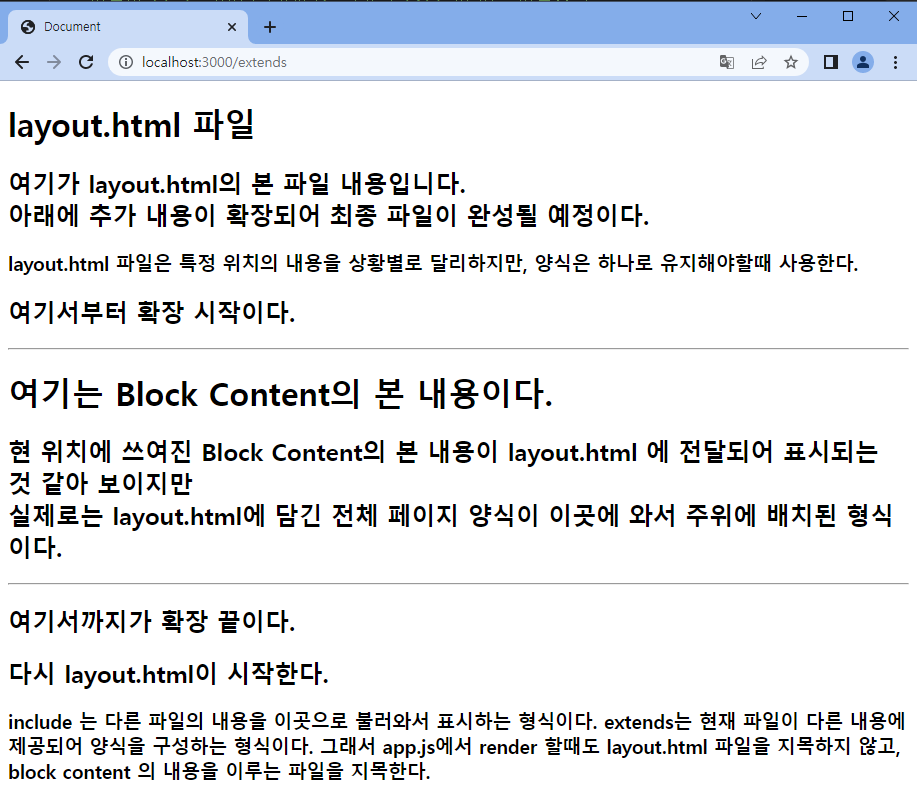 Document
localhost:3000/extends
layout.html 파일
여기가 layout.html의 본 파일 내용입니다.
아래에 추가 내용이 확장되어 최종 파일이 완성될 예정이다.
layout.html 파일은 특정 위치의 내용을 상황별로 달리하지만, 양식은 하나로 유지해야할때 사용한다.
여기서부터 확장 시작이다.
여기는 Block Content의 본 내용이다.
현 위치에 쓰여진 Block Content의 본 내용이 layout.html 에 전달되어 표시되는
것 같아 보이지만
실제로는 layout.html에 담긴 전체 페이지 양식이 이곳에 와서 주위에 배치된 형식
이다.
여기서까지가 확장 끝이다.
다시 layout.html이 시작한다.
include 는 다른 파일의 내용을 이곳으로 불러와서 표시하는 형식이다. extends는 현재 파일이 다른 내용에
제공되어 양식을 구성하는 형식이다. 그래서 app.js에서 render 할때도 layout.html 파일을 지목하지 않고,
block content 의 내용을 이루는 파일을 지목한다.